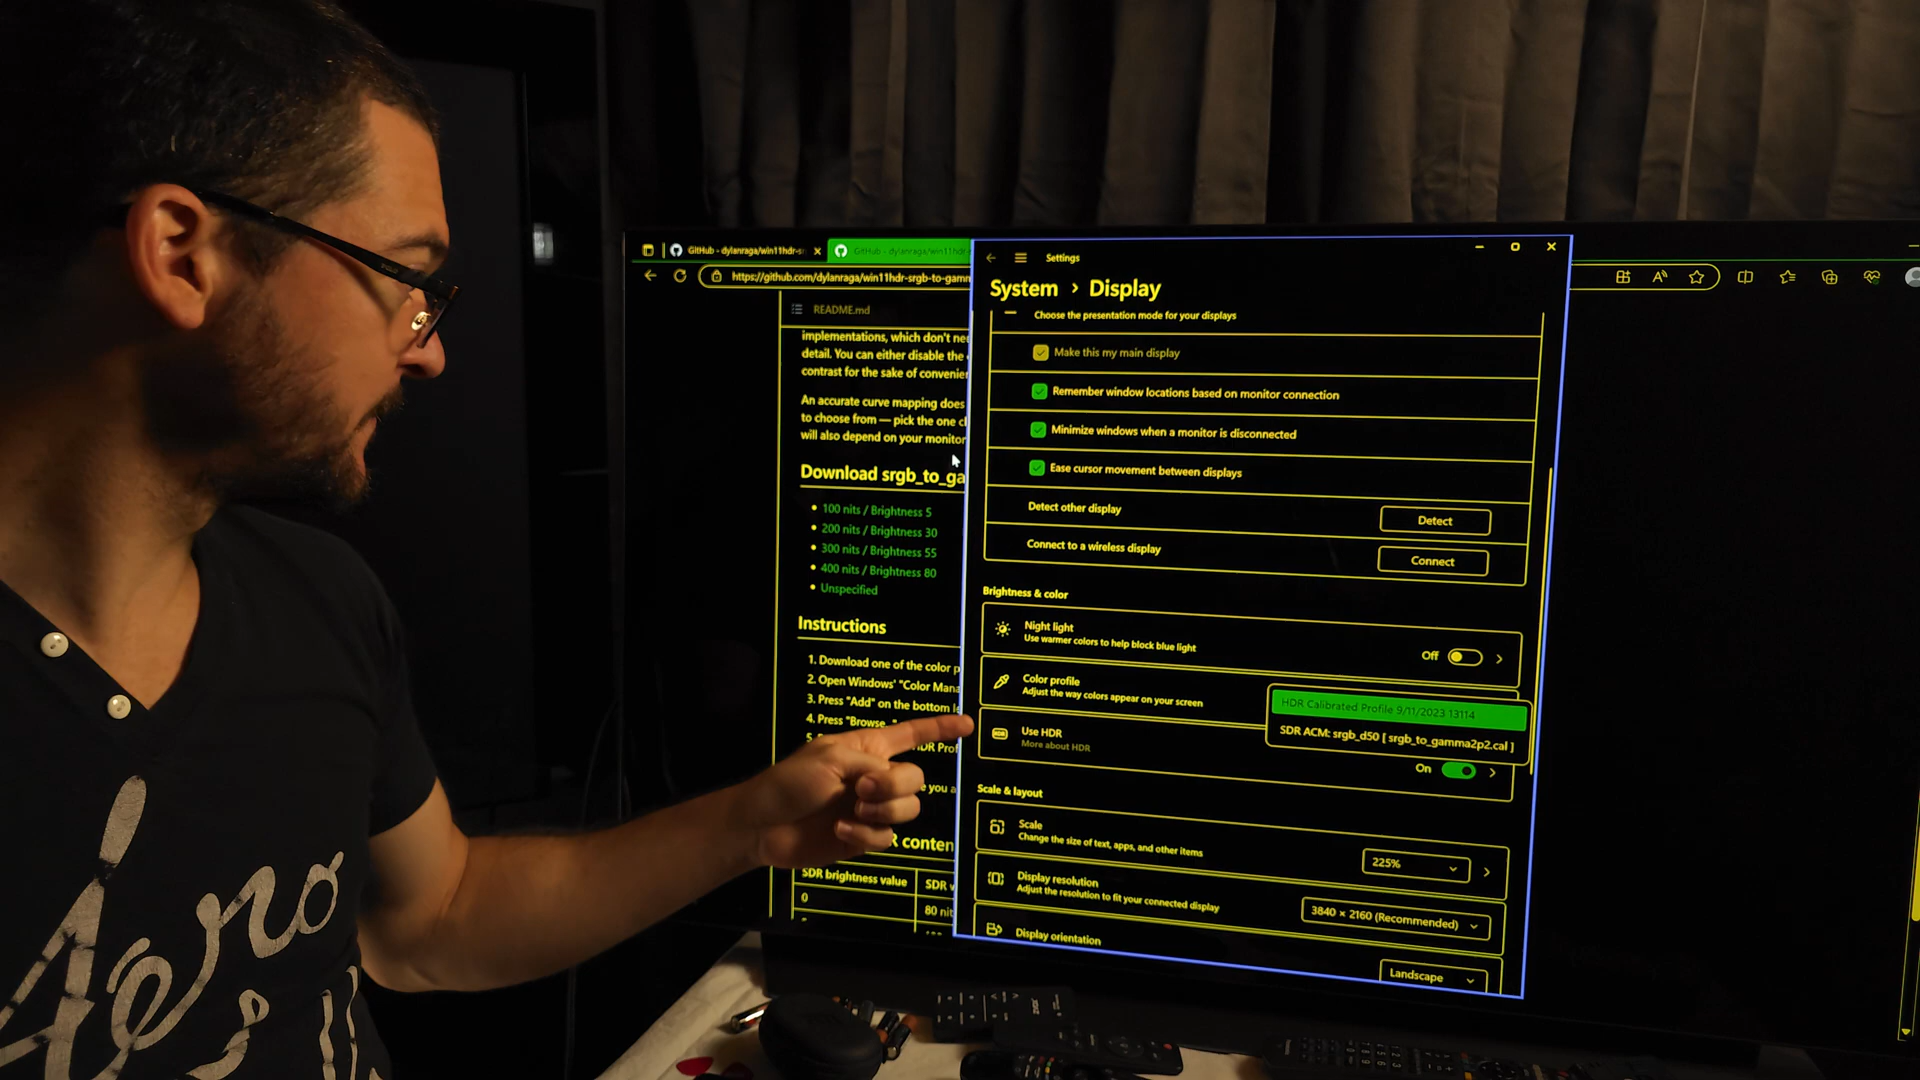 GitHub - dylanraga/win11hdr-s
GitHub - dylanraga/win11hdr
https://github.com/dylanraga/win11hdr-srgb-to-gamm
README.md
implementations, which don't nee
detail. You can either disable the
contrast for the sake of convenier
An accurate curve mapping does
to choose from — pick the one cl
will also depend on your monitor
Download srgb_to_ga
100 nits / Brightness 5
200 nits / Brightness 30
300 nits / Brightness 55
400 nits / Brightness 80
Unspecified
Instructions
1. Download one of the color p
2. Open Windows' "Color Mana
3. Press "Add" on the bottom le
4. Press "Browse
5.
DR Prof
e you a
R conten
SDR brightness value
SDR w
0
80 nit
Settings
System › Display
Choose the presentation mode for your displays
Make this my main display
Remember window locations based on monitor connection
Minimize windows when a monitor is disconnected
Ease cursor movement between displays
Detect other display
Detect
Connect to a wireless display
Connect
Brightness & color
Night light
Use warmer colors to help block blue light
Off
Color profile
Adjust the way colors appear on your screen
HDR Calibrated Profile 9/11/2023 13114
SDR ACM: srgb_d50 [ srgb_to_gamma2p2.cal ]
Use HDR
More about HDR
On
Scale & layout
Scale
Change the size of text, apps, and other items
225%
Display resolution
Adjust the resolution to fit your connected display
3840 × 2160 (Recommended)
Display orientation
Landscape
Aero